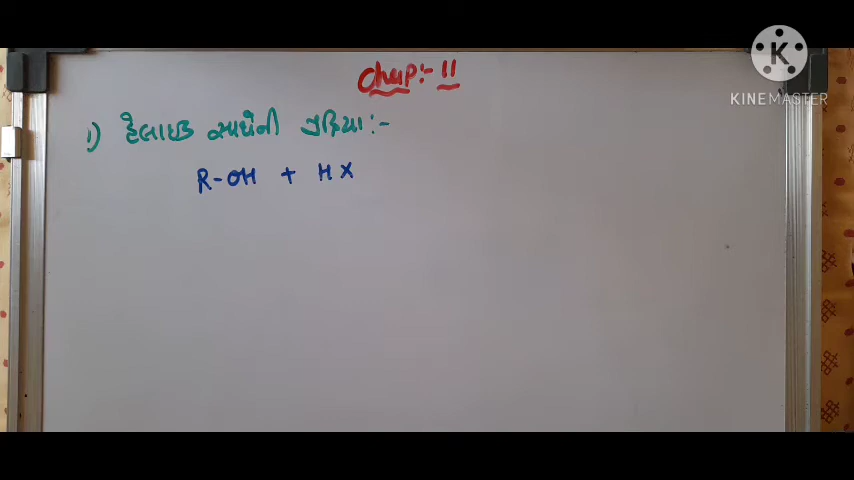 Chap:- 11
KINEMASTER
1) હેલાઇડ સાથેની પ્રક્રિયા:-
R-OH + HX